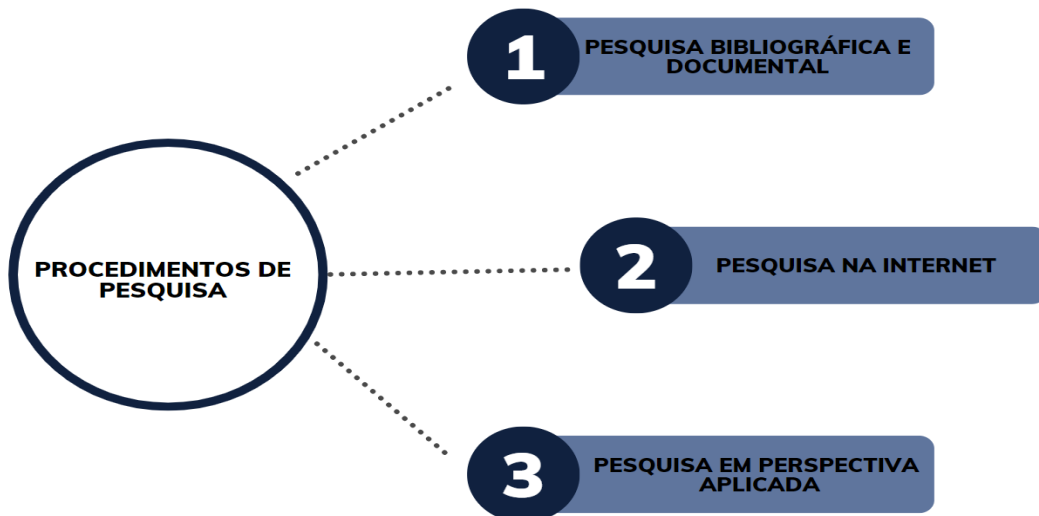 1
PESQUISA BIBLIOGRÁFICA E
DOCUMENTAL
PROCEDIMENTOS DE
PESQUISA
2
PESQUISA NA INTERNET
3
PESQUISA EM PERSPECTIVA
APLICADA